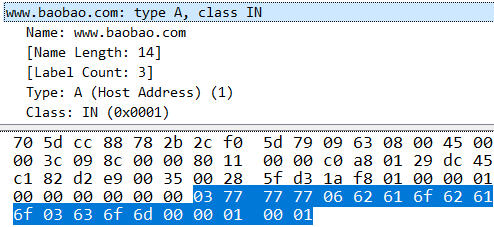 www.baobao.com: type A, class IN
Name: www.baobao.com
[Name Length: 14]
[Label Count: 3]
Type: A (Host Address) (1)
Class: IN (0x0001)
70 5d cc 88 78 2b 2c f0 5d 79 09 63 08 00 45 00
00 3c 09 8c 00 00 80 11 00 00 c0 a8 01 29 dc 45
c1 82 d2 e9 00 35 00 28 5f d3 1a f8 01 00 00 01
00 00 00 00 00 00 03 77 77 77 06 62 61 6f 62 61
6f 03 63 6f 6d 00 00 01 00 01